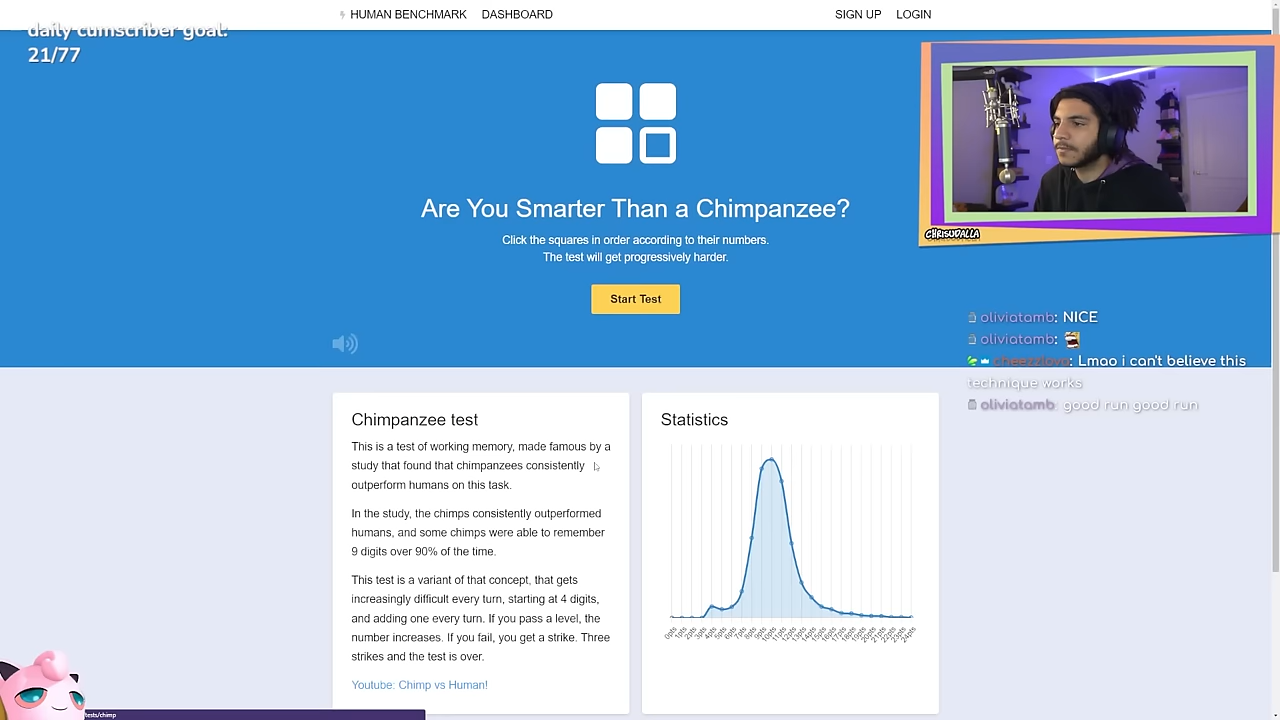 HUMAN BENCHMARK DASHBOARD SIGN UP LOGIN
daily cumscriber goal:
21/77
Are You Smarter Than a Chimpanzee?
Click the squares in order according to their numbers.
The test will get progressively harder.
Start Test
CHRISUDALLA
oliviatamb: NICE
oliviatamb:
Lmao i can't believe this
technique works
oliviatamb: good run good run
Chimpanzee test
This is a test of working memory, made famous by a
study that found that chimpanzees consistently
outperform humans on this task.
In the study, the chimps consistently outperformed
humans, and some chimps were able to remember
9 digits over 90% of the time.
This test is a variant of that concept, that gets
increasingly difficult every turn, starting at 4 digits,
and adding one every turn. If you pass a level, the
number increases. If you fail, you get a strike. Three
strikes and the test is over.
Youtube: Chimp vs Human!
Statistics
tests/chimp